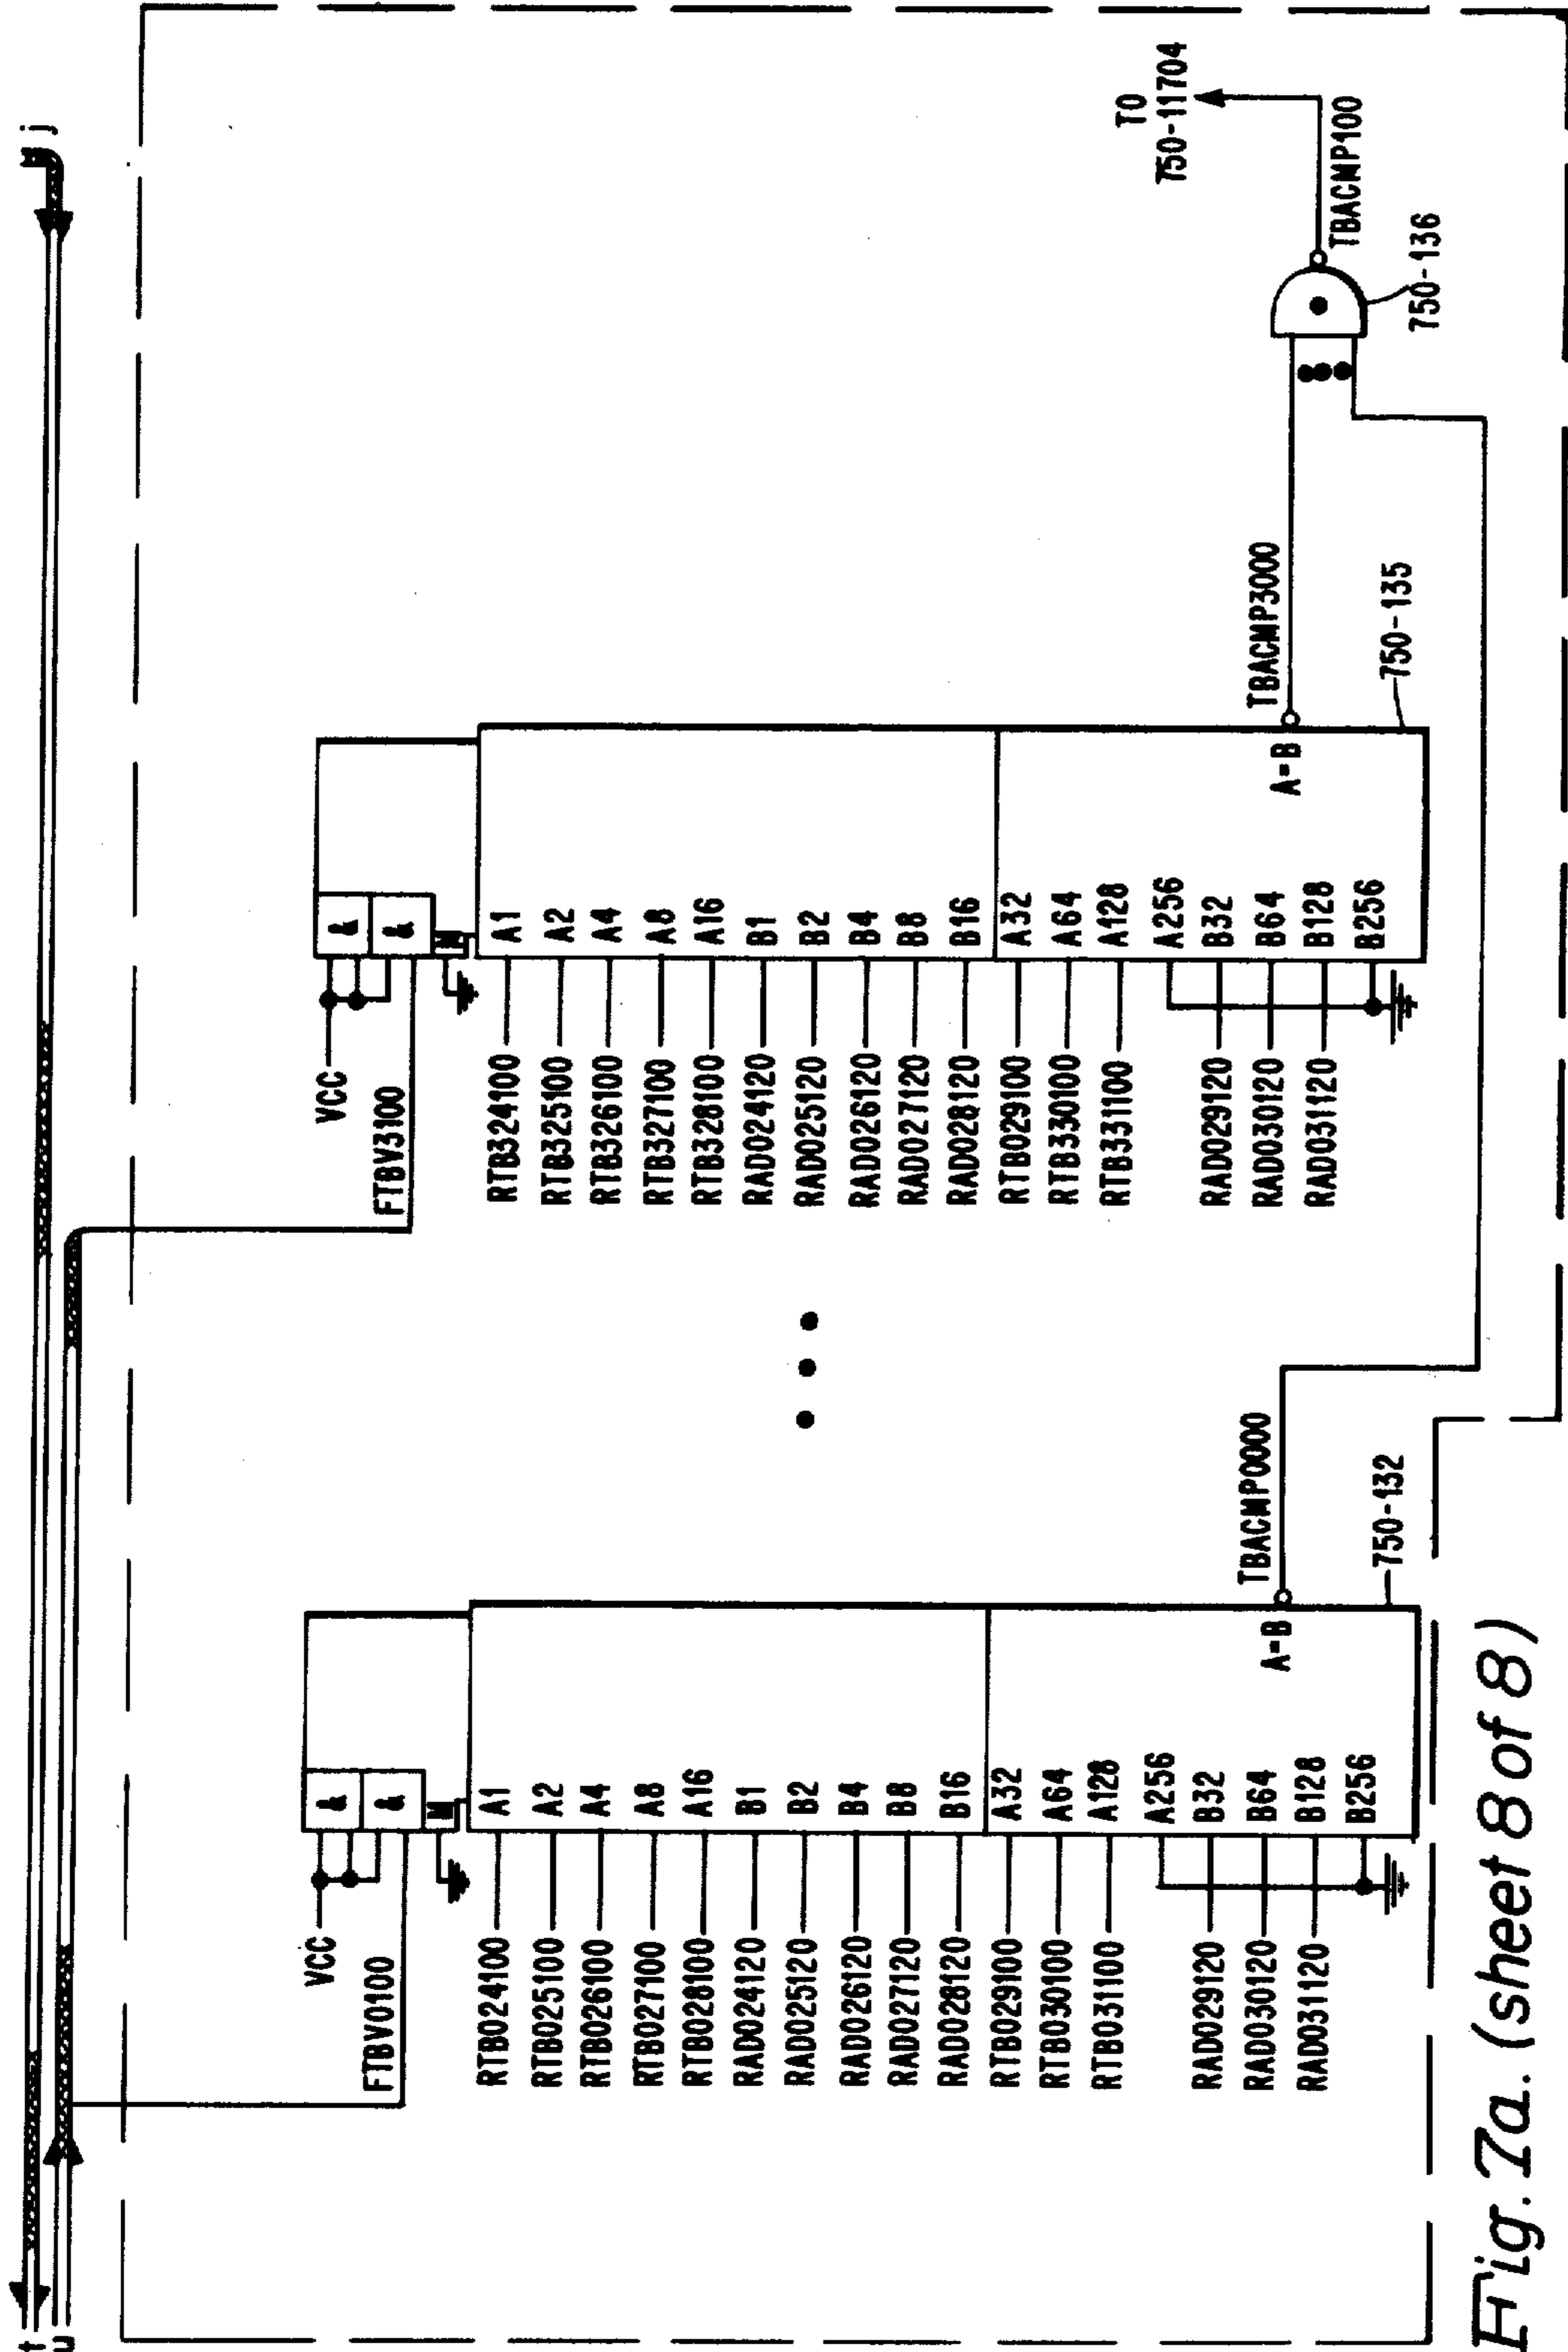 t
u
j
VCC
FTBV0100
&
&
M
RTB024100 A1
RTB025100 A2
RTB026100 A4
RTB027100 A8
RTB028100 A16
RAD024120 B1
RAD025120 B2
RAD026120 B4
RAD027120 B8
RAD028120 B16
RTB029100 A32
RTB030100 A64
RTB031100 A128
A256
RAD029120 B32
RAD030120 B64
RAD031120 B128
B256
A=B
TBACMP0000
750-132
VCC
FTBV3100
&
&
M
RTB324100 A1
RTB325100 A2
RTB326100 A4
RTB327100 A8
RTB328100 A16
RAD024120 B1
RAD025120 B2
RAD026120 B4
RAD027120 B8
RAD028120 B16
RTB029100 A32
RTB330100 A64
RTB331100 A128
A256
RAD029120 B32
RAD030120 B64
RAD031120 B128
B256
A=B
TBACMP3000
750-135
TO
750-11704
TBACMP100
750-136
Fig. 7a. (sheet 8 of 8)